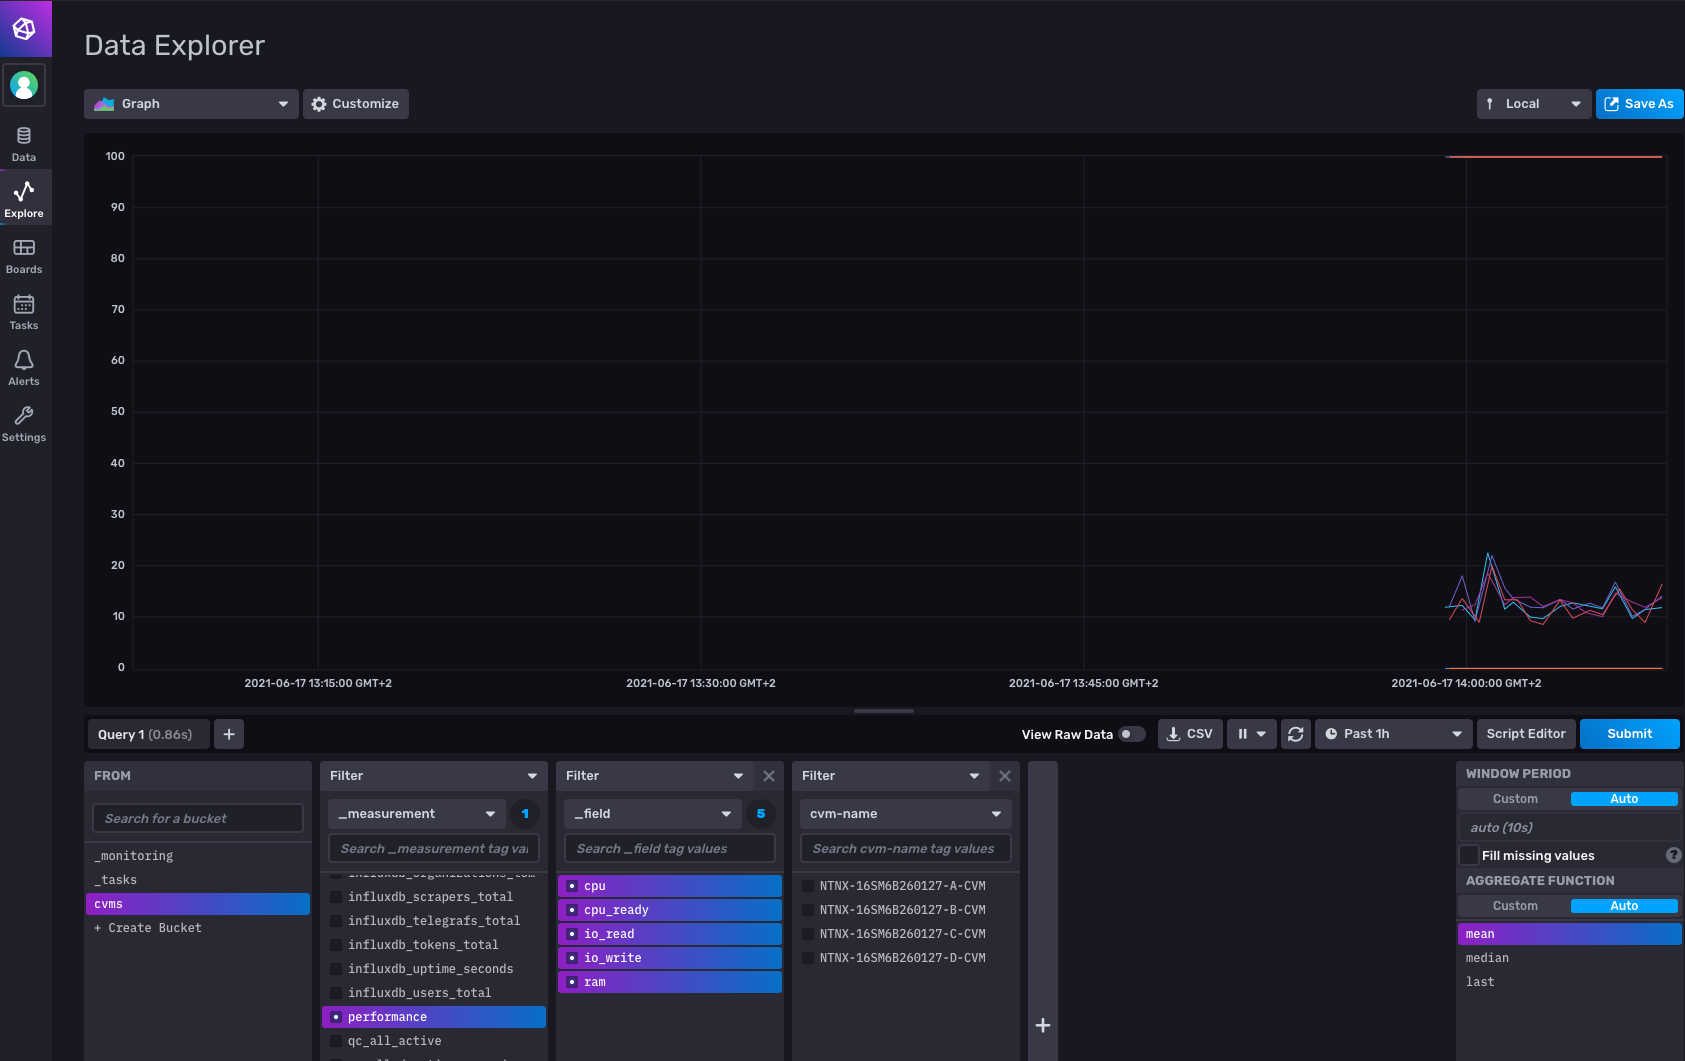 Data Explorer
Graph
Customize
Local
Save As
Data
Explore
Boards
Tasks
Alerts
Settings
100
90
80
70
60
50
40
30
20
10
0
2021-06-17 13:15:00 GMT+2
2021-06-17 13:30:00 GMT+2
2021-06-17 13:45:00 GMT+2
2021-06-17 14:00:00 GMT+2
Query 1 (0.86s)
+
View Raw Data
CSV
Past 1h
Script Editor
Submit
FROM
Search for a bucket
_monitoring
_tasks
cvms
+ Create Bucket
Filter
_measurement
1
Search _measurement tag val
influxdb_scrapers_total
influxdb_telegrafs_total
influxdb_tokens_total
influxdb_uptime_seconds
influxdb_users_total
performance
qc_all_active
Filter
_field
5
Search _field tag values
cpu
cpu_ready
io_read
io_write
ram
Filter
cvm-name
Search cvm-name tag values
NTNX-16SM6B260127-A-CVM
NTNX-16SM6B260127-B-CVM
NTNX-16SM6B260127-C-CVM
NTNX-16SM6B260127-D-CVM
+
WINDOW PERIOD
Custom
Auto
auto (10s)
Fill missing values
?
AGGREGATE FUNCTION
Custom
Auto
mean
median
last